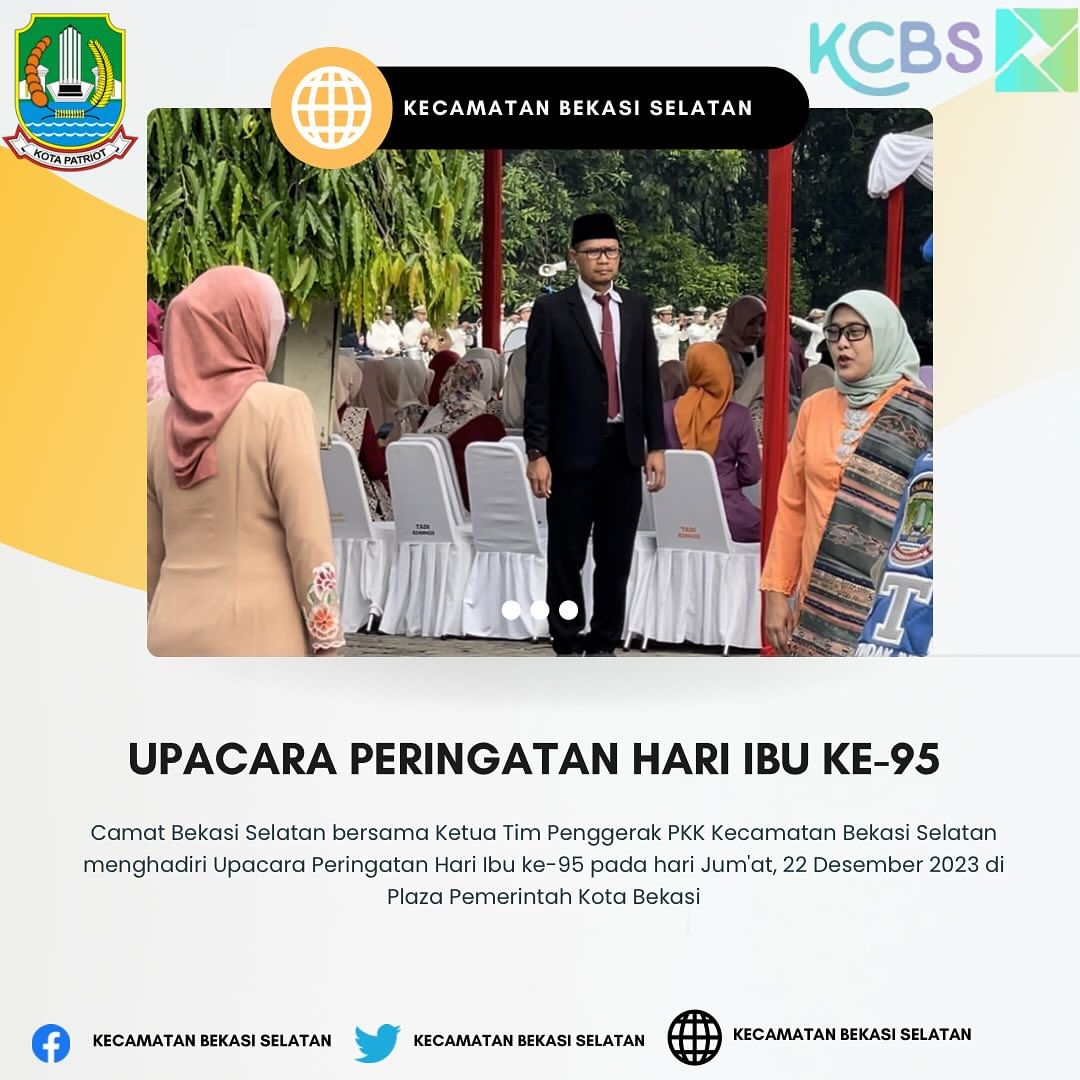 KOTA PATRIOT
KCBS
KECAMATAN BEKASI SELATAN
TADI
TADI
T
UPACARA PERINGATAN HARI IBU KE-95
Camat Bekasi Selatan bersama Ketua Tim Penggerak PKK Kecamatan Bekasi Selatan
menghadiri Upacara Peringatan Hari Ibu ke-95 pada hari Jum'at, 22 Desember 2023 di
Plaza Pemerintah Kota Bekasi
KECAMATAN BEKASI SELATAN
KECAMATAN BEKASI SELATAN
KECAMATAN BEKASI SELATAN